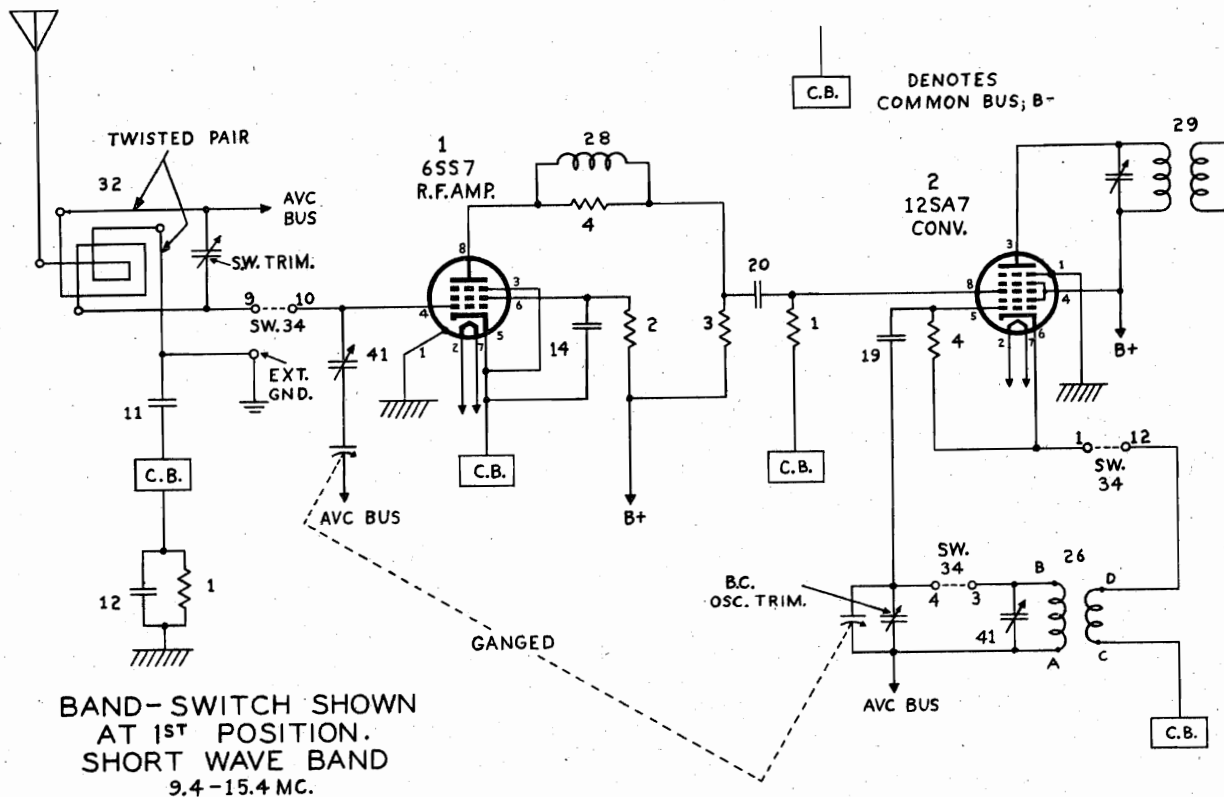 C.B.
DENOTES
COMMON BUS; B-
TWISTED PAIR
32
AVC
BUS
S.W. TRIM.
9
10
SW. 34
EXT.
GND.
11
C.B.
12
1
41
AVC BUS
1
6SS7
R.F. AMP.
28
4
8
3
6
4
1
2
7
5
14
2
C.B.
B+
3
20
1
C.B.
2
12SA7
CONV.
29
3
1
8
4
5
2
7
6
B+
19
4
1
12
SW.
34
SW.
34
4
3
B.C.
OSC. TRIM.
41
B
26
D
A
C
AVC BUS
C.B.
GANGED
BAND-SWITCH SHOWN
AT 1ST POSITION.
SHORT WAVE BAND
9.4-15.4 MC.